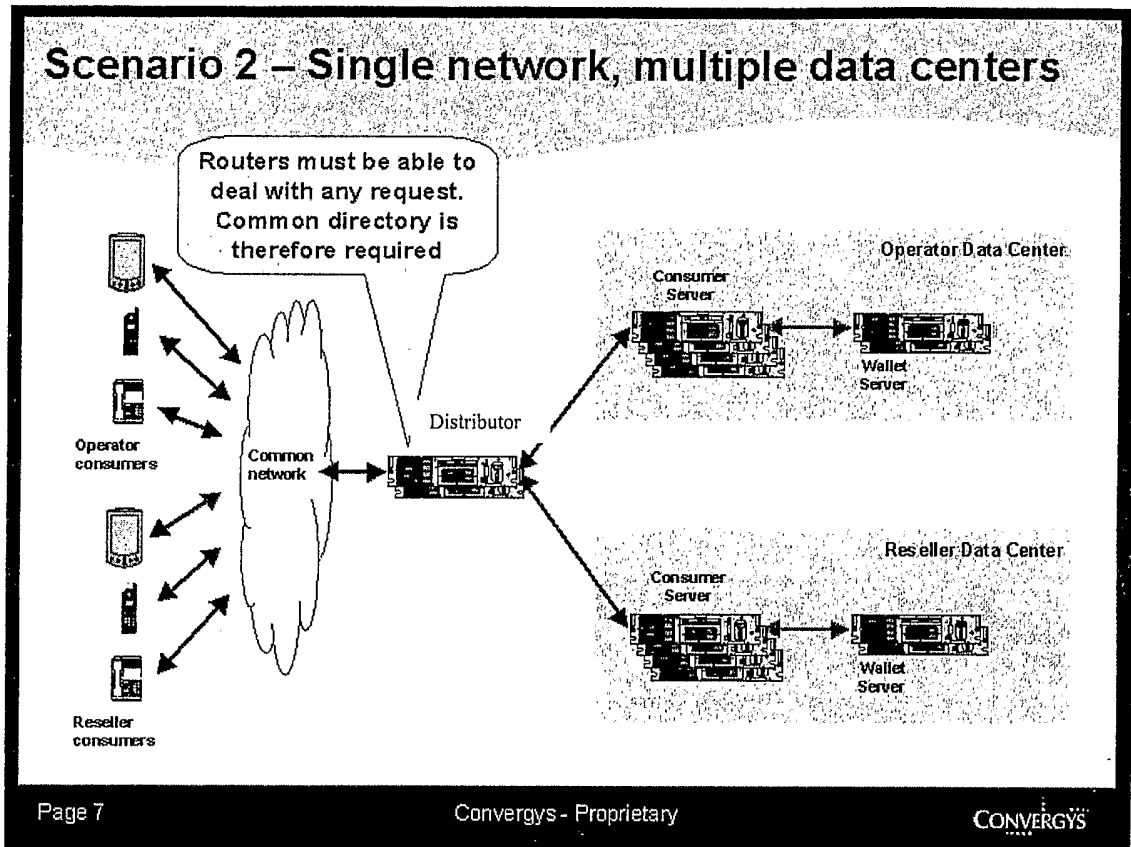 Scenario 2 – Single network, multiple data centers
Routers must be able to
deal with any request.
Common directory is
therefore required
Operator
consumers
Reseller
consumers
Common
network
Distributor
Operator Data Center
Consumer
Server
Wallet
Server
Reseller Data Center
Consumer
Server
Wallet
Server
Page 7
Convergys - Proprietary
CONVERGYS